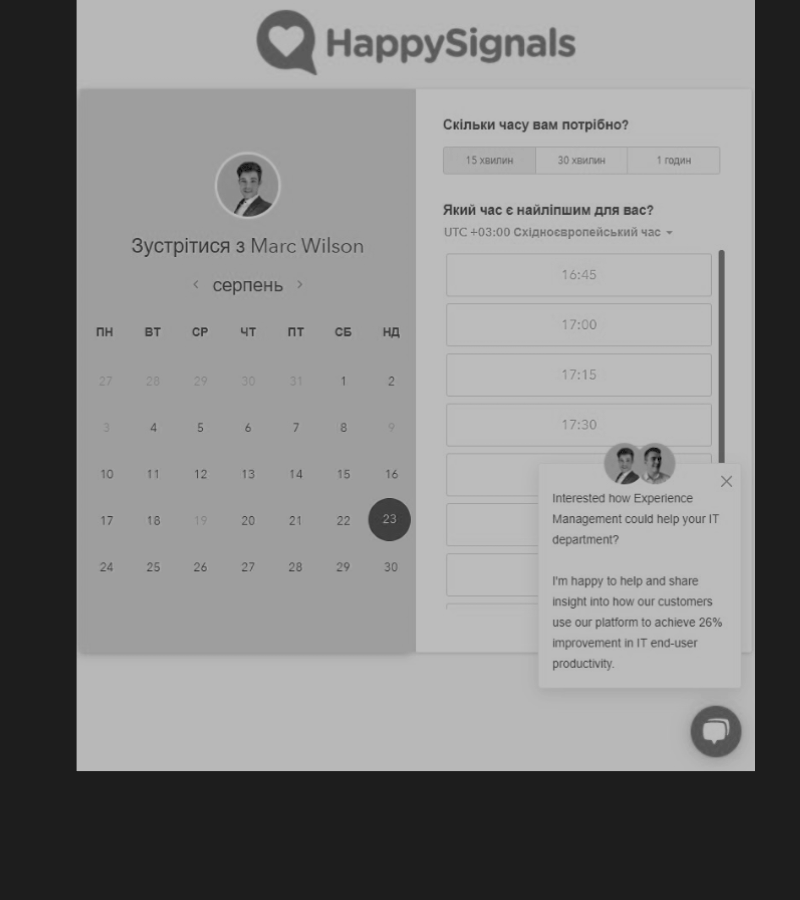 HappySignals
Зустрітися з Marc Wilson
серпень
ПН ВТ СР ЧТ ПТ СБ НД
27 28 29 30 31 1 2
3 4 5 6 7 8 9
10 11 12 13 14 15 16
17 18 19 20 21 22 23
24 25 26 27 28 29 30
Скільки часу вам потрібно?
15 хвилин 30 хвилин 1 годин
Який час є найліпшим для вас?
UTC +03:00 Східноєвропейський час
16:45
17:00
17:15
17:30
Interested how Experience
Management could help your IT
department?
I'm happy to help and share
insight into how our customers
use our platform to achieve 26%
improvement in IT end-user
productivity.